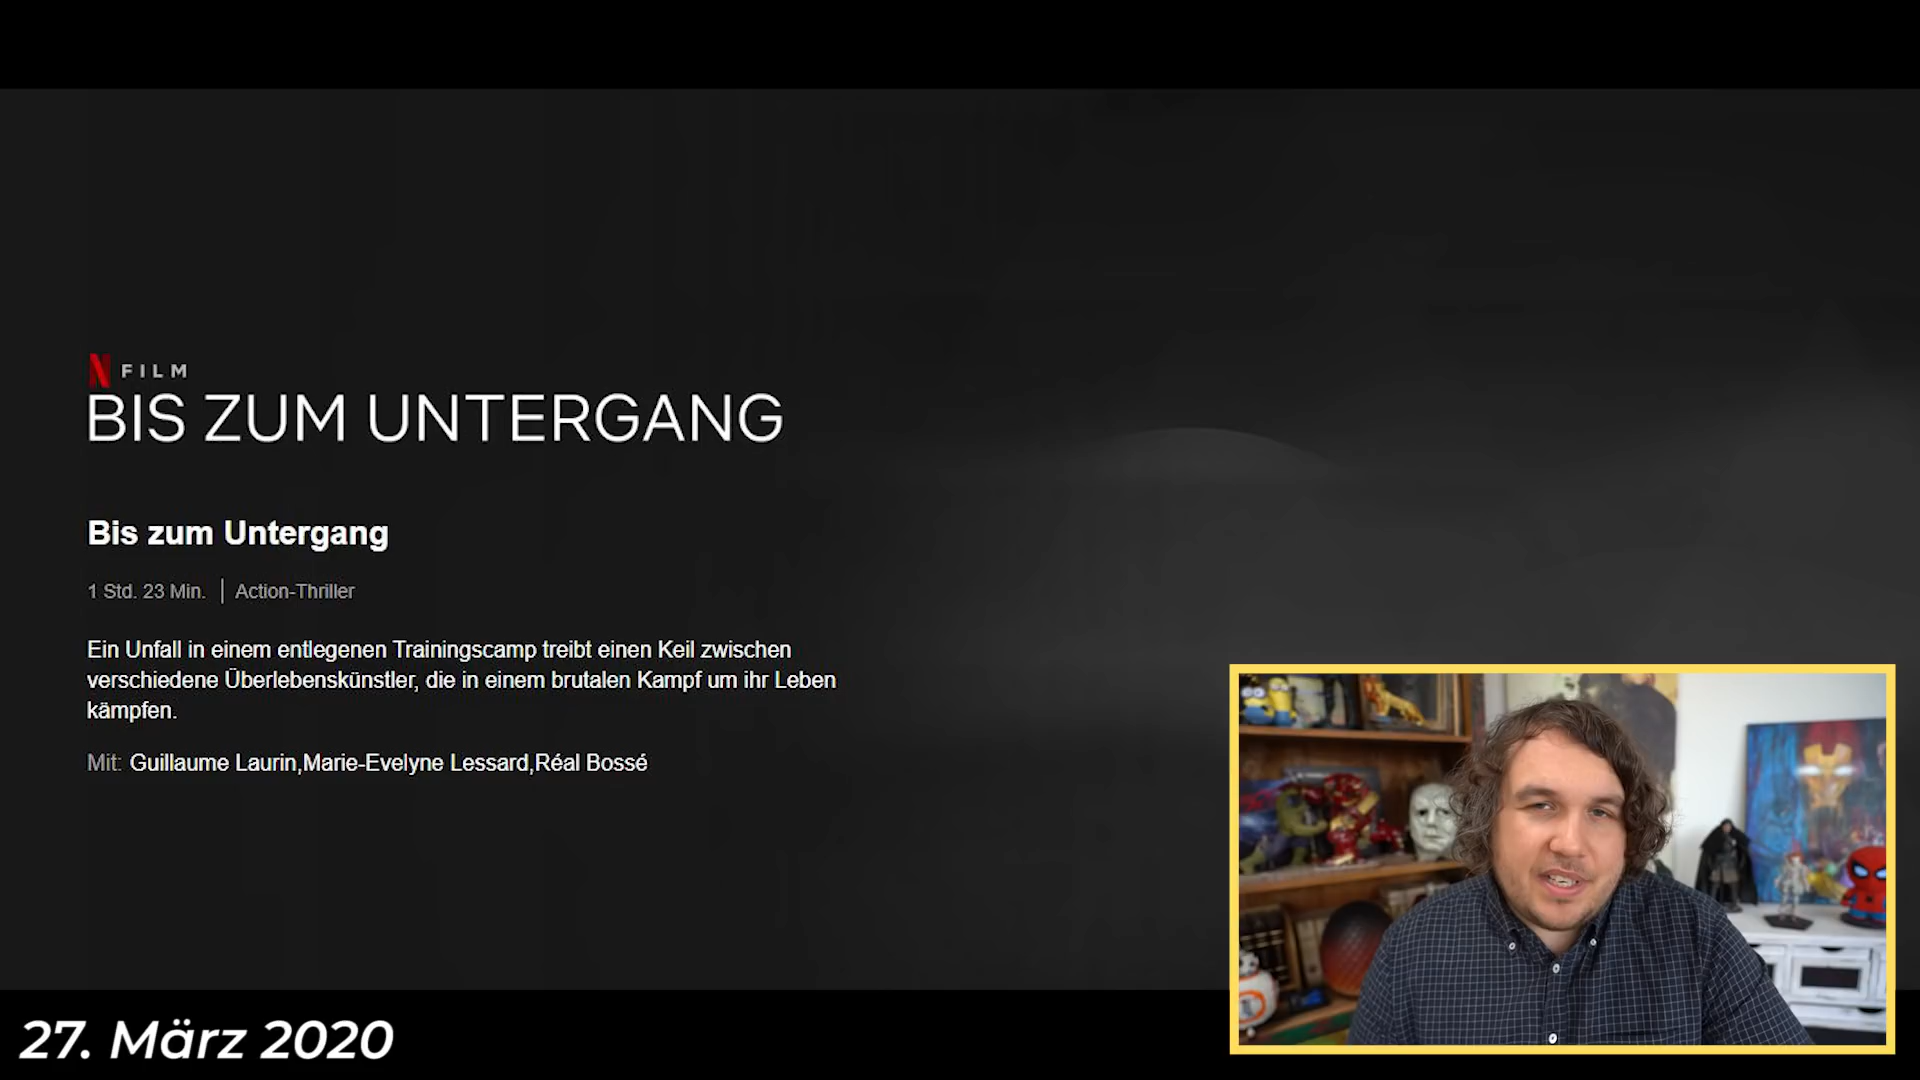 N FILM
BIS ZUM UNTERGANG
Bis zum Untergang
1 Std. 23 Min. | Action-Thriller
Ein Unfall in einem entlegenen Trainingscamp treibt einen Keil zwischen
verschiedene Überlebenskünstler, die in einem brutalen Kampf um ihr Leben
kämpfen.
Mit: Guillaume Laurin,Marie-Evelyne Lessard,Réal Bossé
27. März 2020